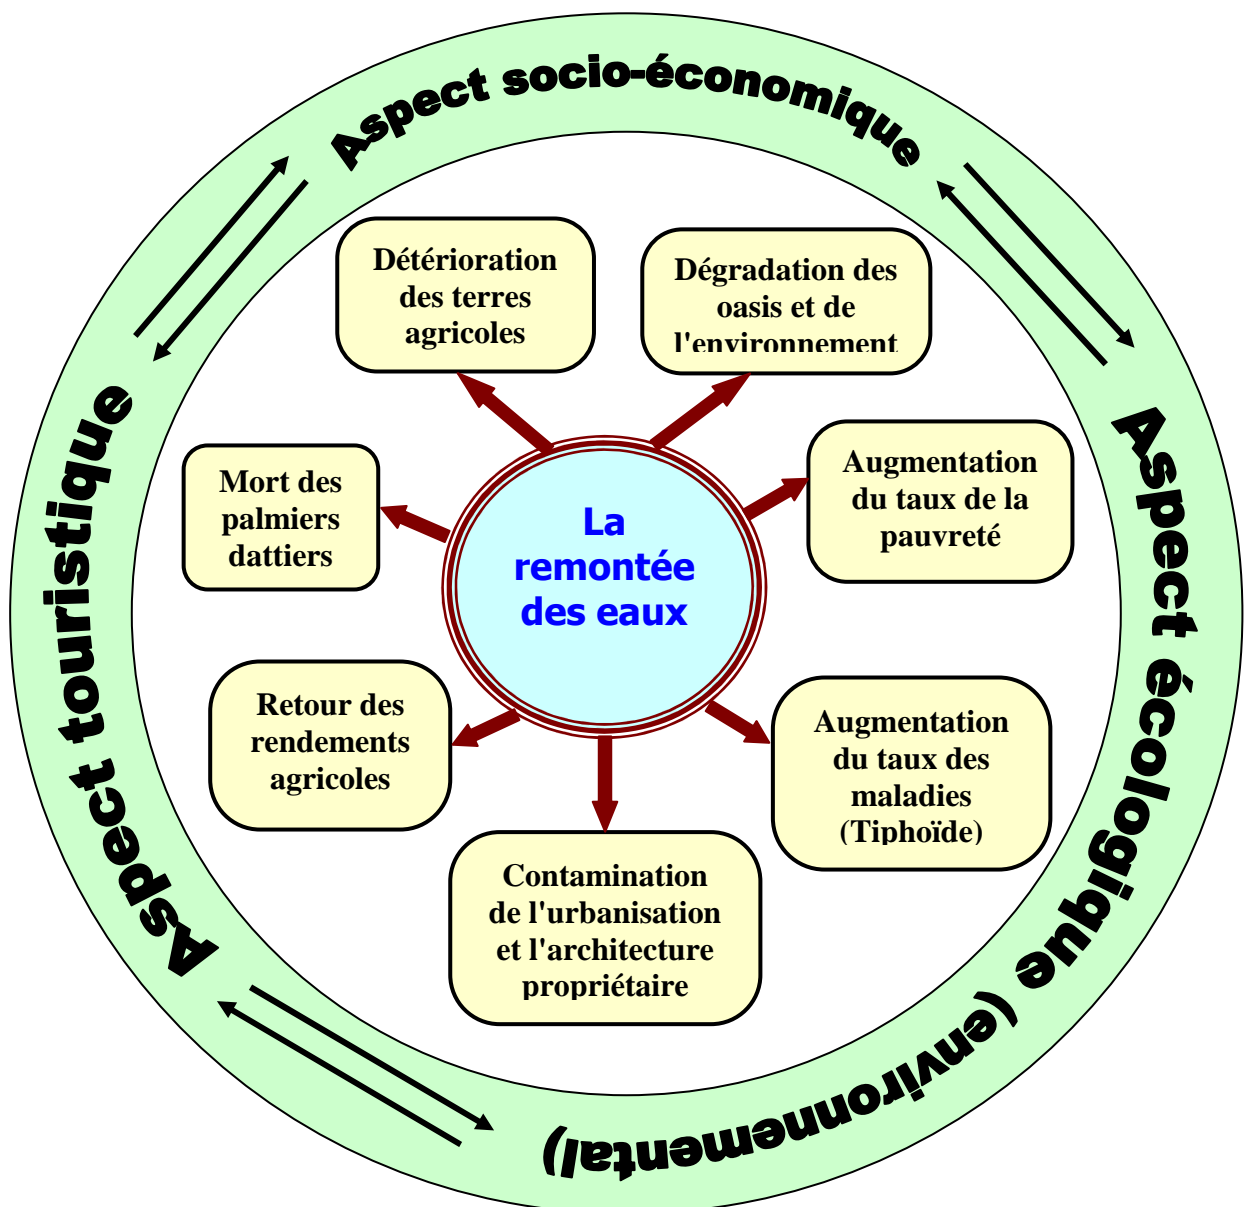 Aspect socio-économique
Détérioration
des terres
agricoles
Dégradation des
oasis et de
l'environnement
Mort des
palmiers
dattiers
La
remontée
des eaux
Augmentation
du taux de la
pauvreté
Retour des
rendements
agricoles
Augmentation
du taux des
maladies
(Tiphoïde)
Contamination
de l'urbanisation
et l'architecture
propriétaire
Aspect touristique
Aspect écologique (environnemental)